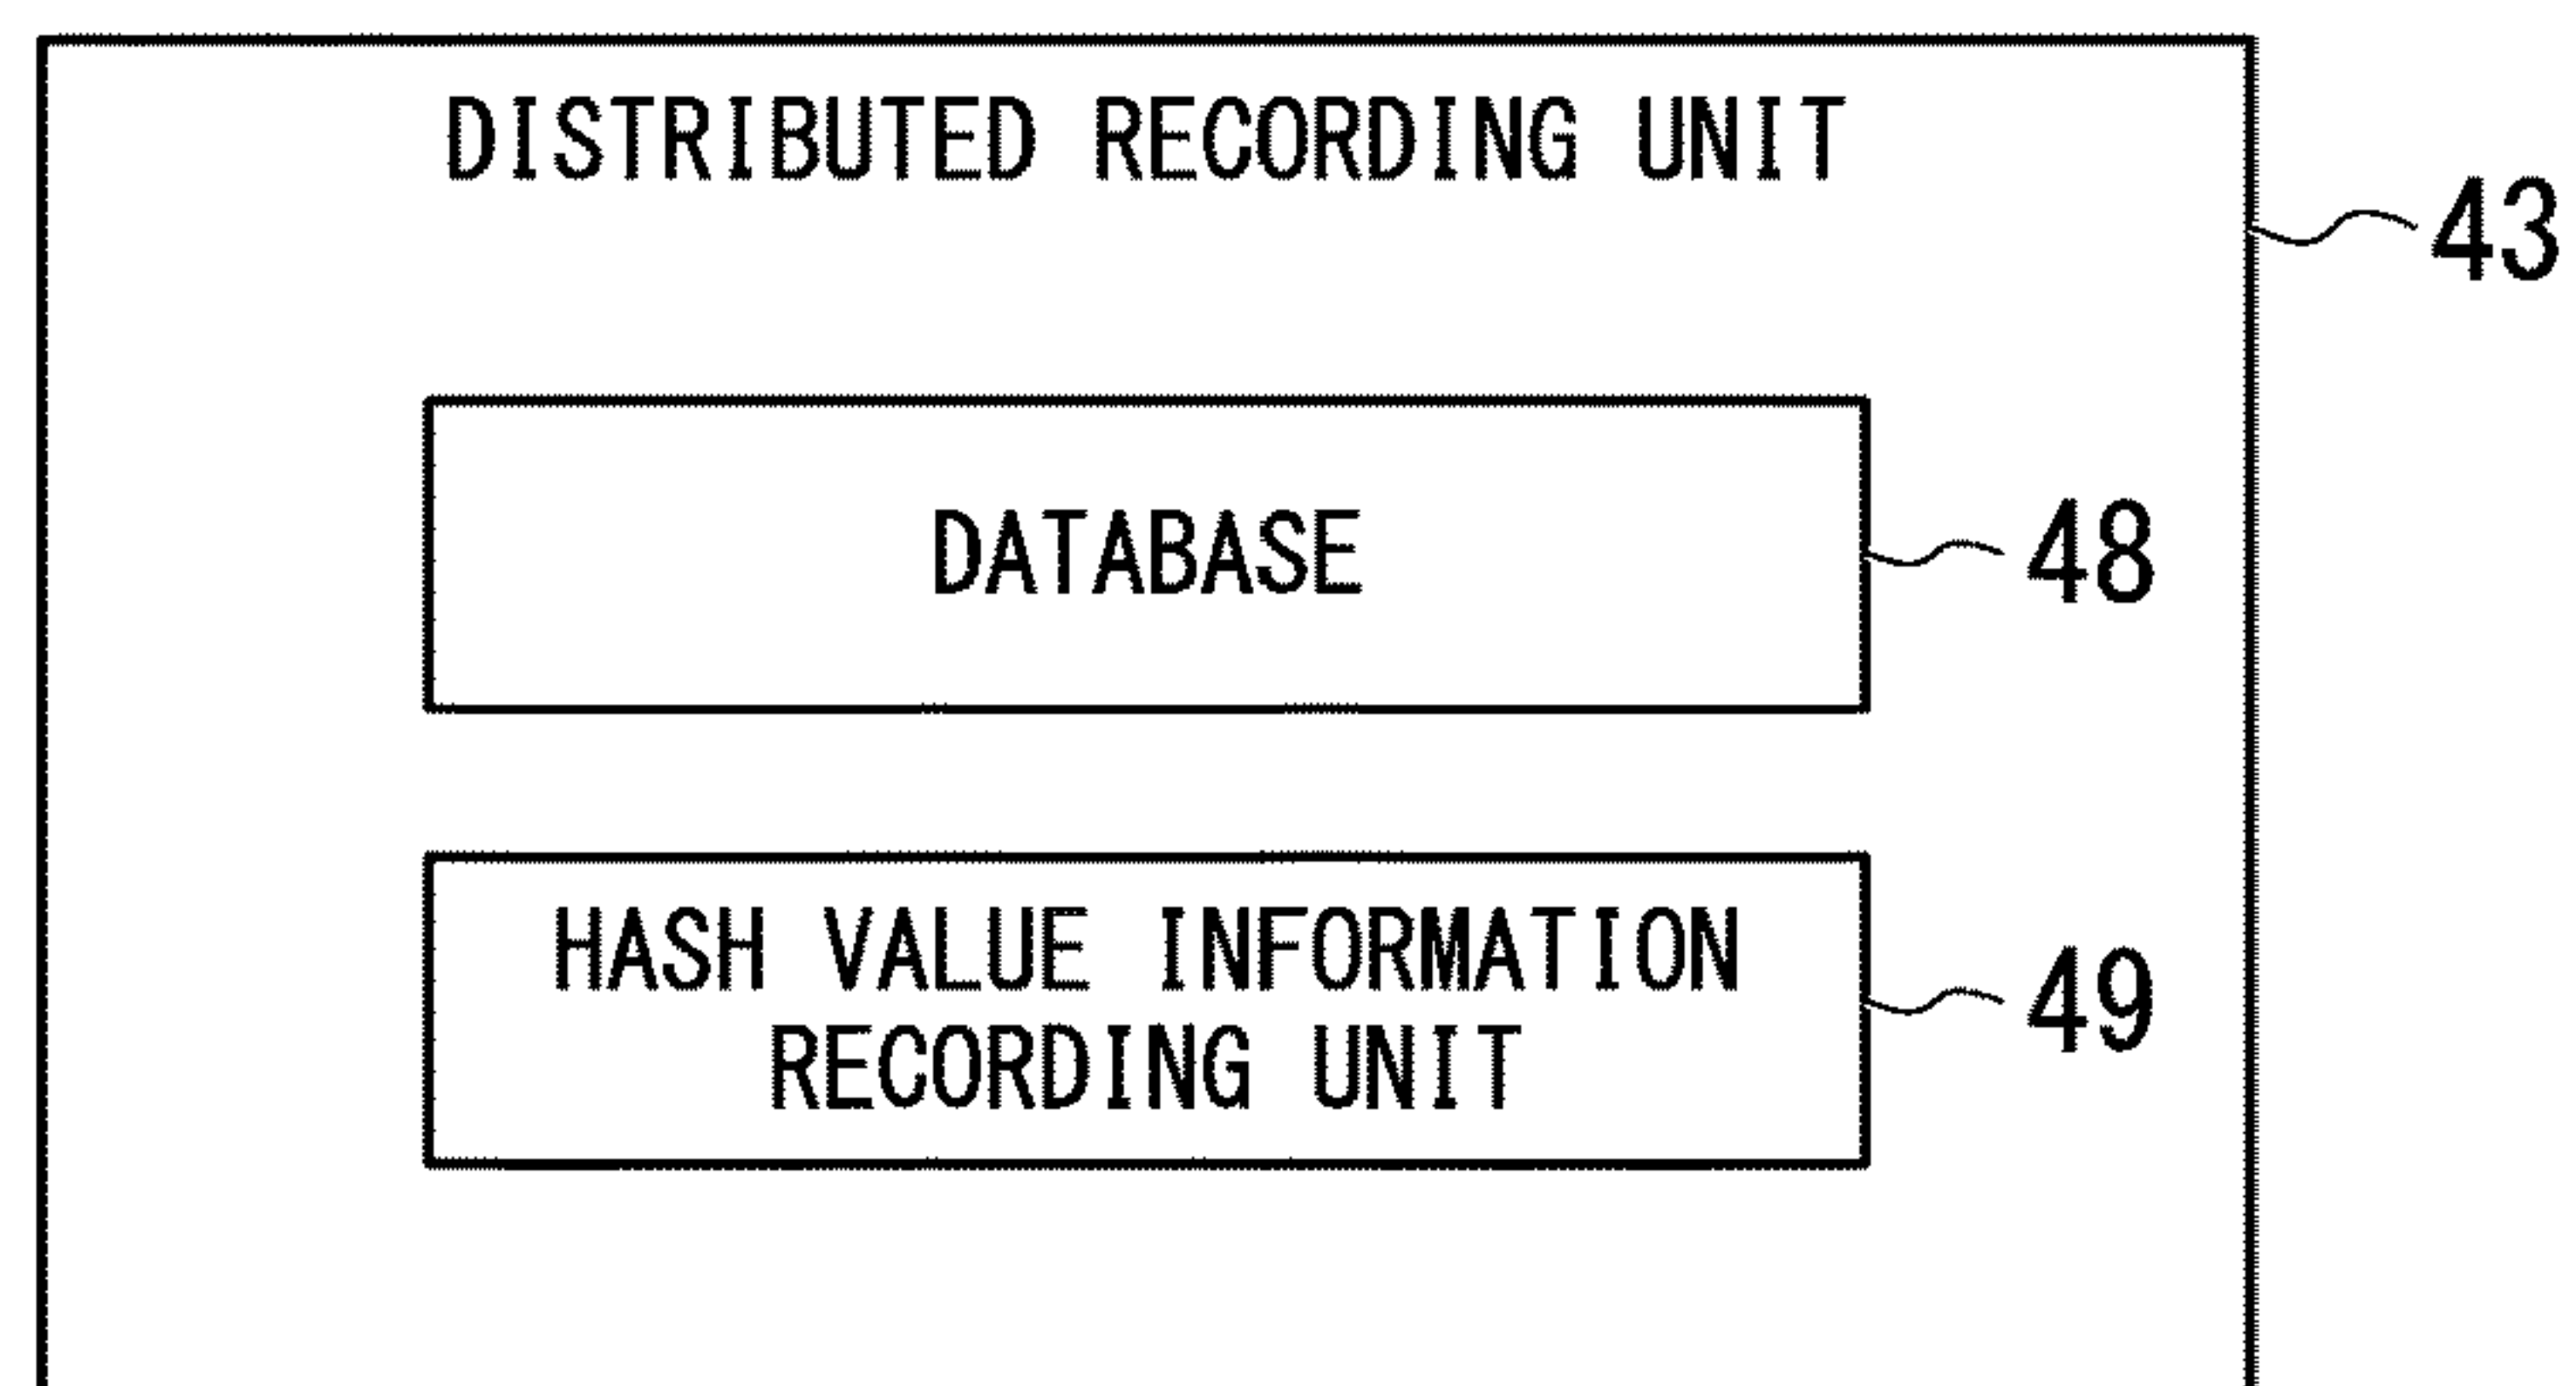 DISTRIBUTED RECORDING UNIT
43
DATABASE
48
HASH VALUE INFORMATION
RECORDING UNIT
49